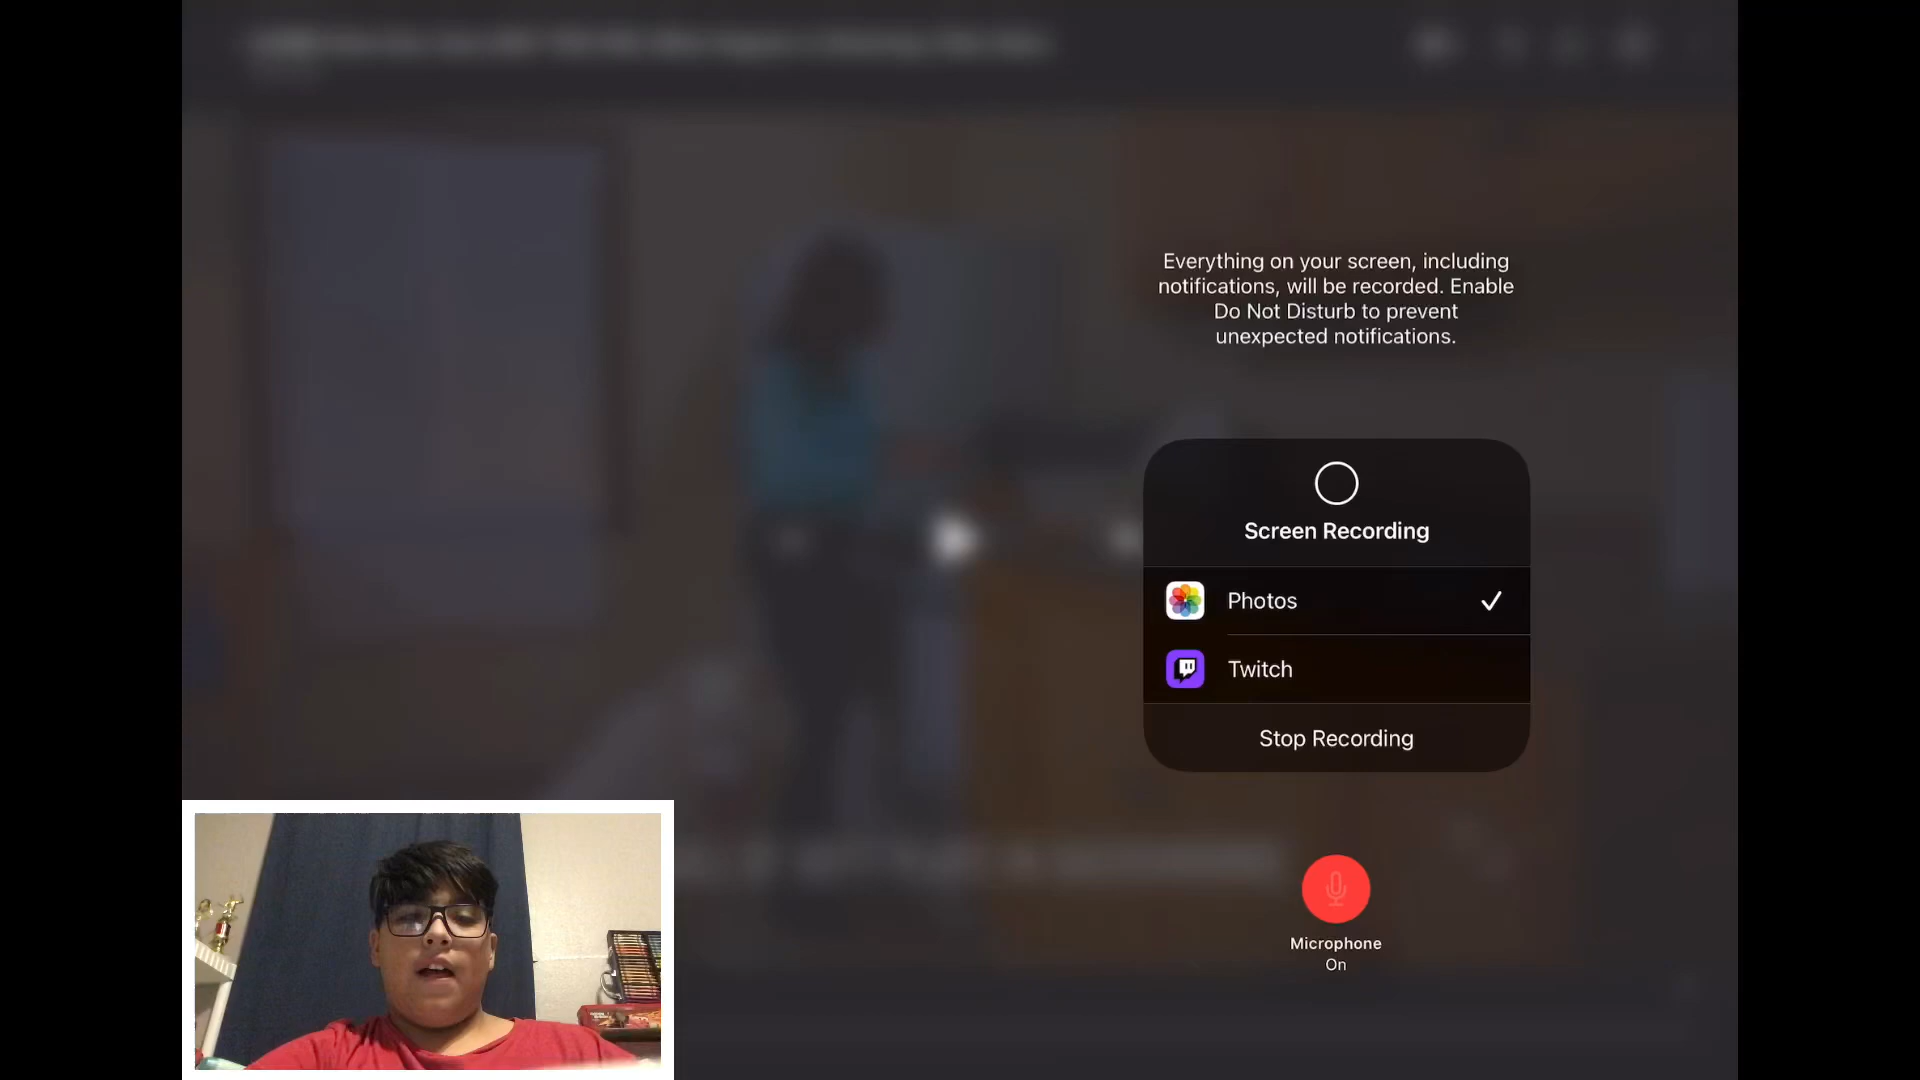 Everything on your screen, including
notifications, will be recorded. Enable
Do Not Disturb to prevent
unexpected notifications.
Screen Recording
Photos
Twitch
Stop Recording
Microphone
On